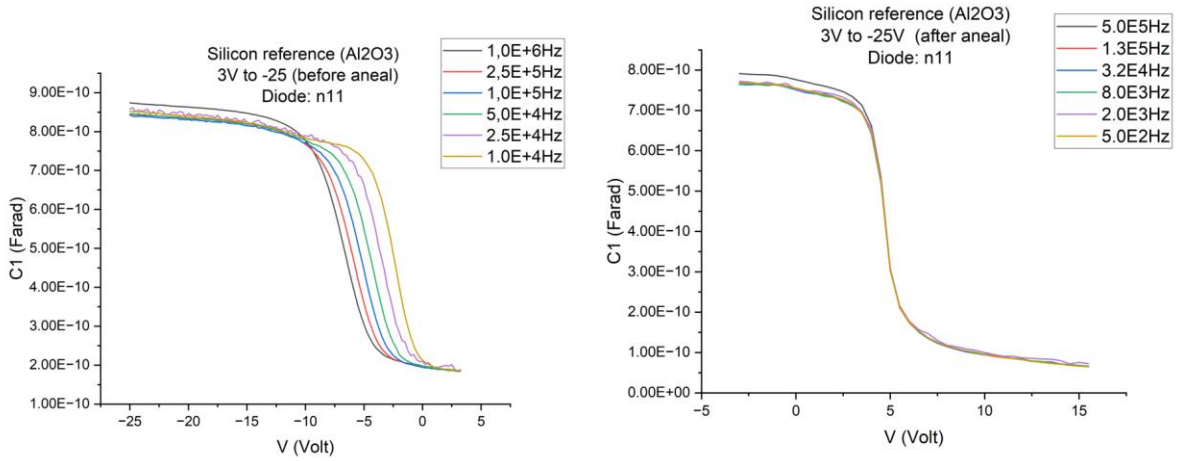 Silicon reference (Al2O3)
3V to -25 (before aneal)
Diode: n11
1,0E+6Hz
2,5E+5Hz
1,0E+5Hz
5,0E+4Hz
2.5E+4Hz
1.0E+4Hz
9.00E−10
8.00E−10
7.00E−10
6.00E−10
5.00E−10
4.00E−10
3.00E−10
2.00E−10
1.00E−10
C1 (Farad)
−25 −20 −15 −10 −5 0 5
V (Volt)
Silicon reference (Al2O3)
3V to -25V (after aneal)
Diode: n11
5.0E5Hz
1.3E5Hz
3.2E4Hz
8.0E3Hz
2.0E3Hz
5.0E2Hz
8.00E−10
7.00E−10
6.00E−10
5.00E−10
4.00E−10
3.00E−10
2.00E−10
1.00E−10
0.00E+00
C1 (Farad)
−5 0 5 10 15
V (Volt)